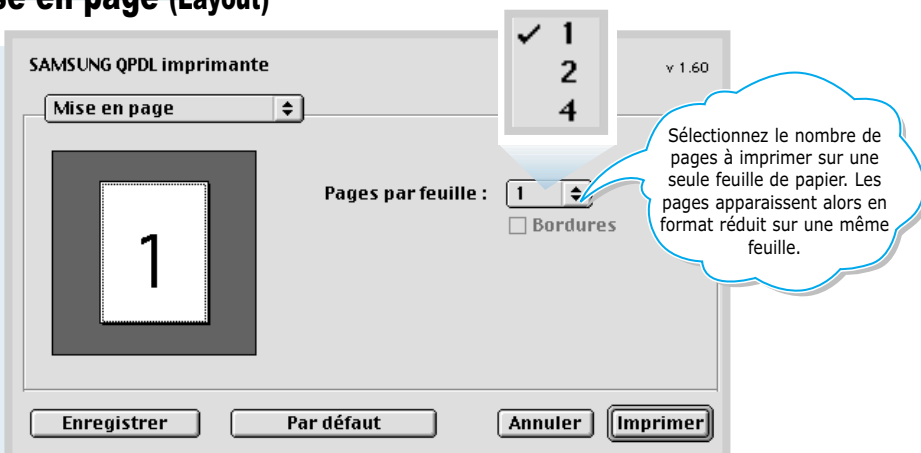 en page (Layout)
SAMSUNG QPDL imprimante
v 1.60
Mise en page
✓ 1
2
4
Pages par feuille :
1
Bordures
1
Sélectionnez le nombre de
pages à imprimer sur une
seule feuille de papier. Les
pages apparaissent alors en
format réduit sur une même
feuille.
Enregistrer
Par défaut
Annuler
Imprimer